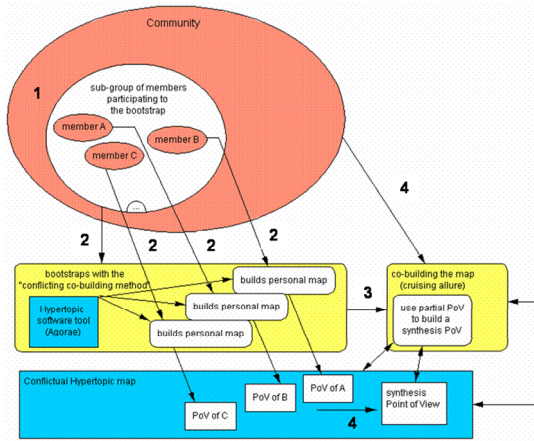 Community
1
sub-group of members
participating to
the bootstrap
member A
member B
member C
...
4
2
2
2
2
bootstraps with the
"conflicting co-building method"
builds personal map
co-building the map
(cruising allure)
3
Hypertopic
software tool
(Agorae)
builds personal map
use partial PoV
to build a
synthesis PoV
builds personal map
Conflictual Hypertopic map
PoV of A
PoV of B
synthesis
Point of View
PoV of C
4